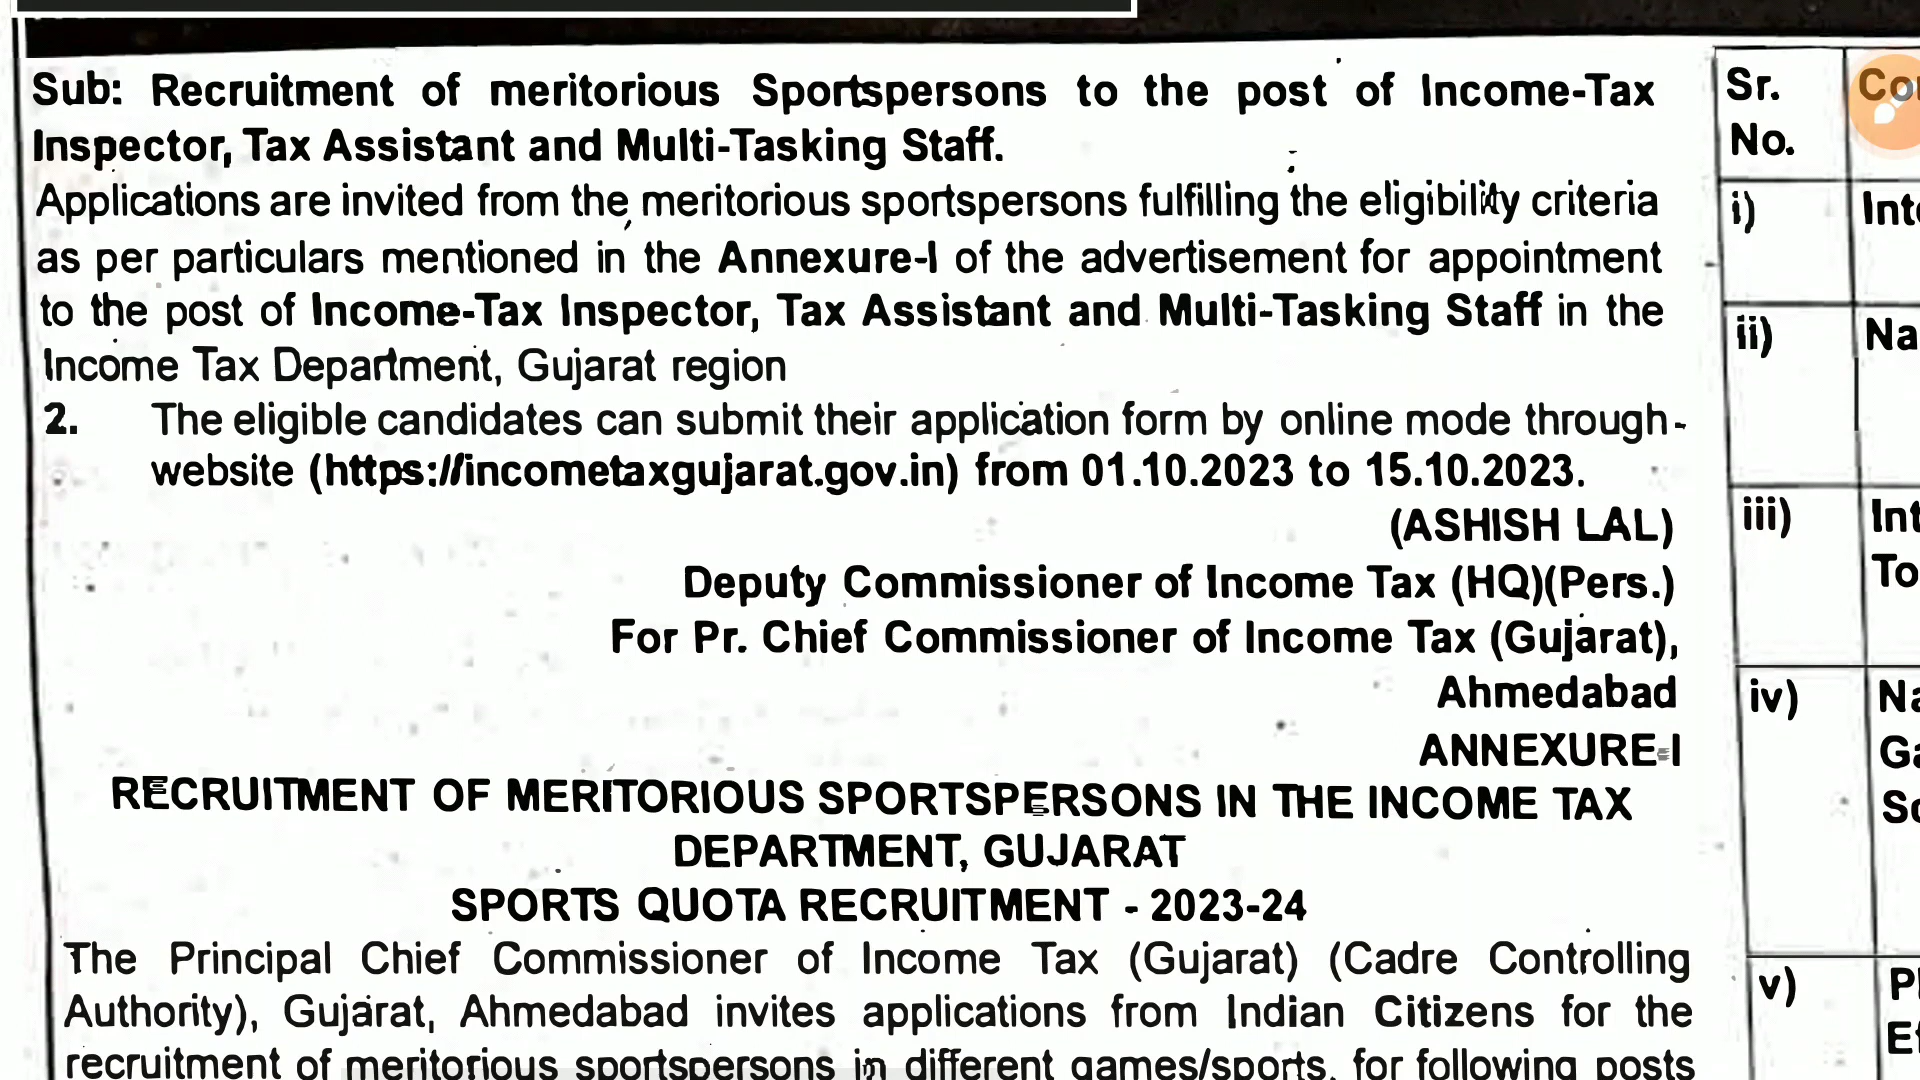 Sub: Recruitment of meritorious Sportspersons to the post of Income-Tax
Inspector, Tax Assistant and Multi-Tasking Staff.
Applications are invited from the meritorious sportspersons fulfilling the eligibility criteria
as per particulars mentioned in the Annexure-I of the advertisement for appointment
to the post of Income-Tax Inspector, Tax Assistant and Multi-Tasking Staff in the
Income Tax Department, Gujarat region
2. The eligible candidates can submit their application form by online mode through
website (https://incometaxgujarat.gov.in) from 01.10.2023 to 15.10.2023.
(ASHISH LAL)
Deputy Commissioner of Income Tax (HQ)(Pers.)
For Pr. Chief Commissioner of Income Tax (Gujarat),
Ahmedabad
ANNEXURE-I
RECRUITMENT OF MERITORIOUS SPORTSPERSONS IN THE INCOME TAX
DEPARTMENT, GUJARAT
SPORTS QUOTA RECRUITMENT - 2023-24
The Principal Chief Commissioner of Income Tax (Gujarat) (Cadre Controlling
Authority), Gujarat, Ahmedabad invites applications from Indian Citizens for the
recruitment of meritorious sportspersons in different games/sports, for following posts
Sr.
No.
i)
ii)
iii)
iv)
v)